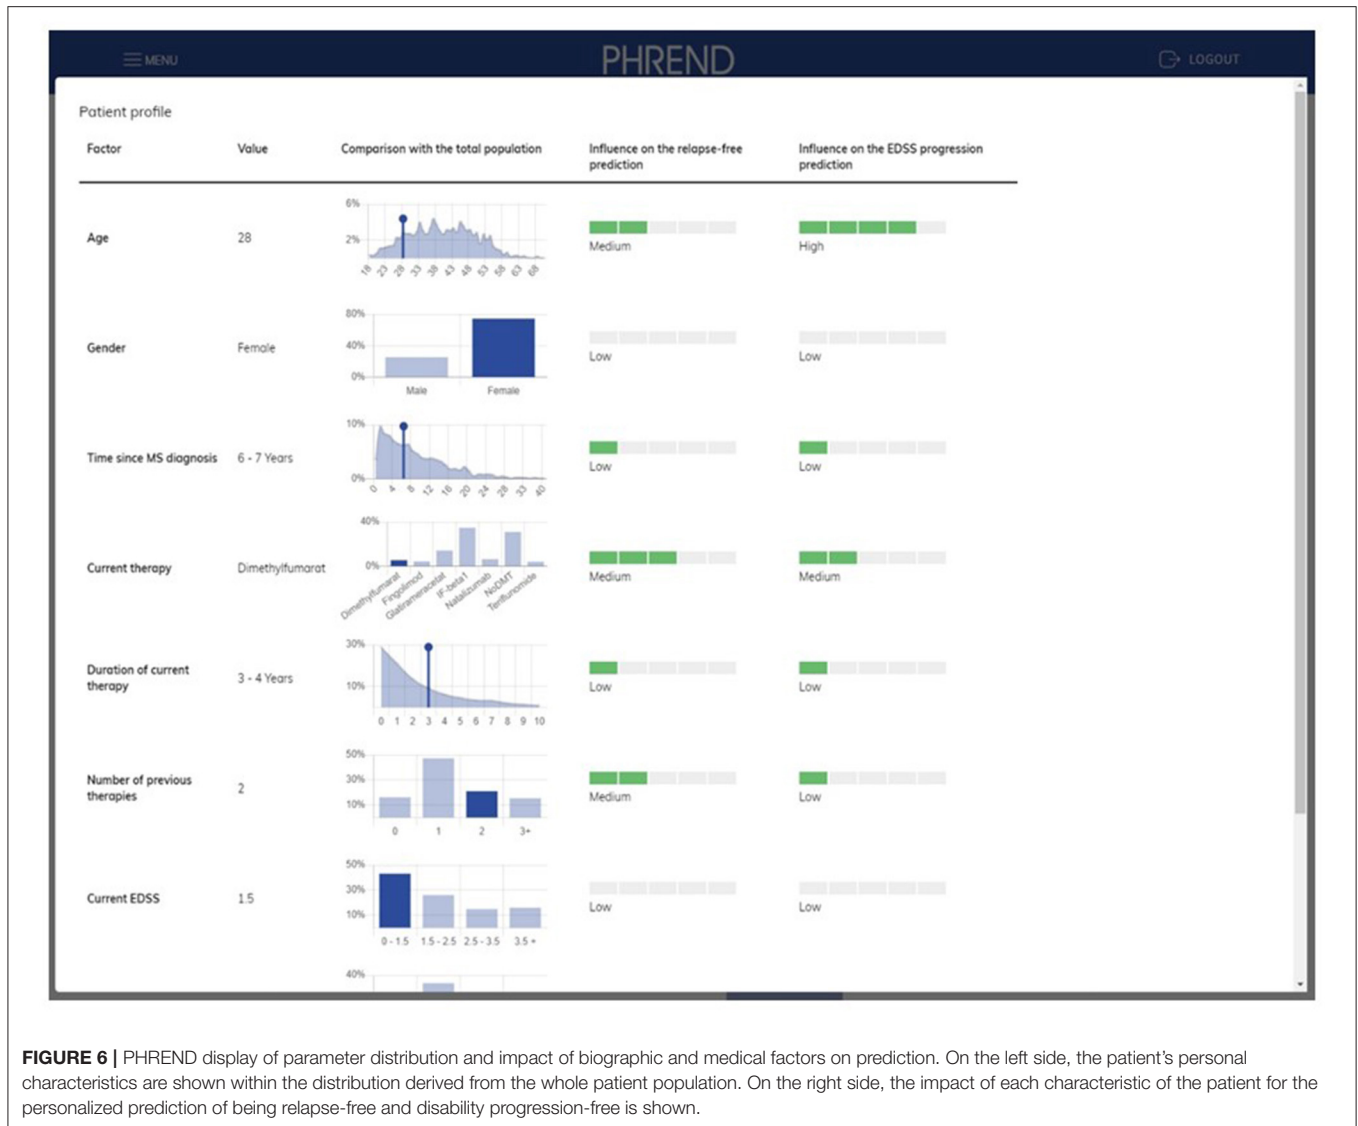 MENU
PHREND
LOGOUT
Patient profile
Factor Value Comparison with the total population Influence on the relapse-free prediction Influence on the EDSS progression prediction
Age 28
6%
2%
18 23 28 33 38 43 48 53 58 63 68
Medium High
Gender Female
80%
40%
0%
Male Female
Low Low
Time since MS diagnosis 6 - 7 Years
10%
0%
0 4 8 12 16 20 24 28 33 40
Low Low
Current therapy Dimethylfumarat
40%
0%
Dimethylfumarat Fingolimod Glatirameracetat IF-beta1 Natalizumab NoDMT Teriflunomide
Medium Medium
Duration of current therapy 3 - 4 Years
30%
10%
0 1 2 3 4 5 6 7 8 9 10
Low Low
Number of previous therapies 2
50%
30%
10%
0 1 2 3+
Medium Low
Current EDSS 1.5
50%
30%
10%
0 - 1.5 1.5 - 2.5 2.5 - 3.5 3.5 +
Low Low
40%
FIGURE 6 | PHREND display of parameter distribution and impact of biographic and medical factors on prediction. On the left side, the patient's personal
characteristics are shown within the distribution derived from the whole patient population. On the right side, the impact of each characteristic of the patient for the
personalized prediction of being relapse-free and disability progression-free is shown.